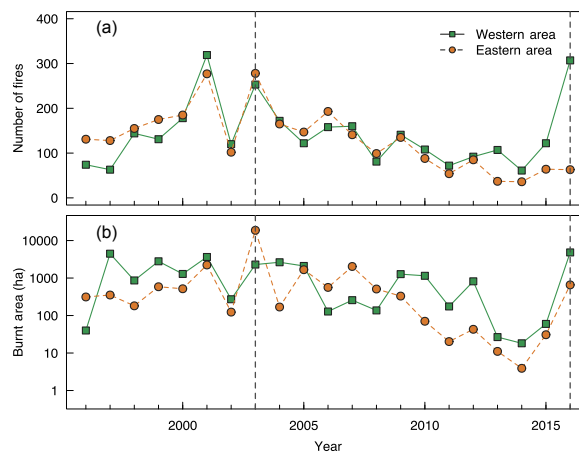 (a)
Western area
Eastern area
Number of fires
400
300
200
100
0
(b)
Burnt area (ha)
10000
1000
100
10
1
2000 2005 2010 2015
Year